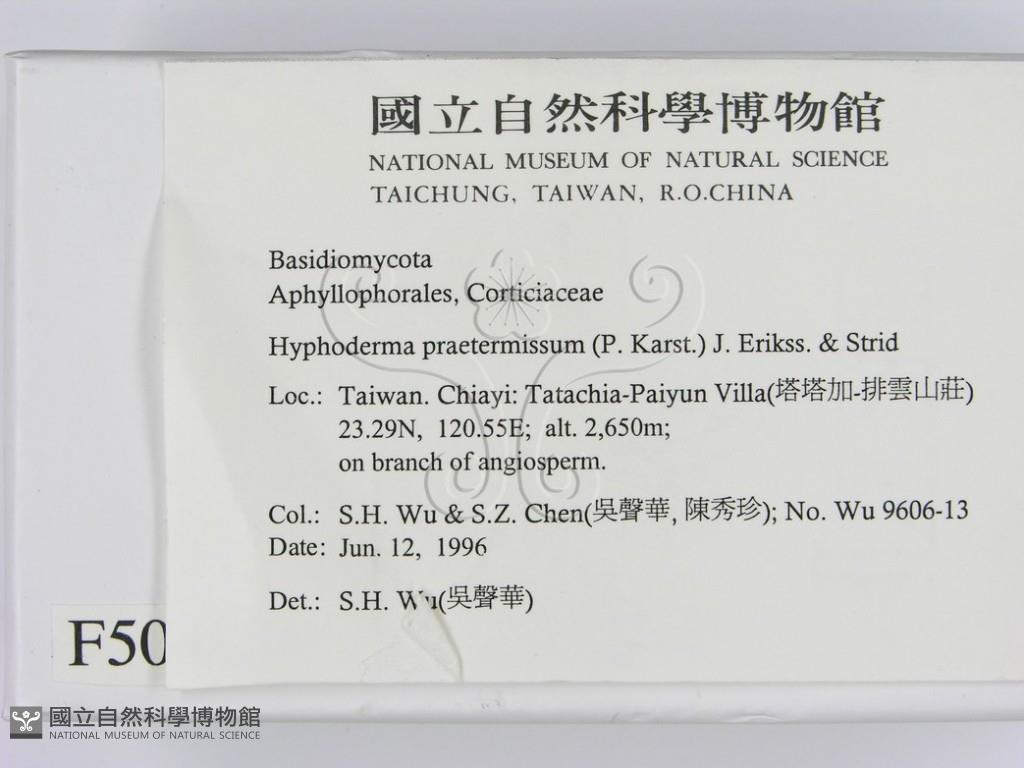 國立自然科學博物館
NATIONAL MUSEUM OF NATURAL SCIENCE
TAICHUNG, TAIWAN, R.O.CHINA
Basidiomycota
Aphyllophorales, Corticiaceae
Hyphoderma praetermissum (P. Karst.) J. Erikss. & Strid
Loc.: Taiwan. Chiayi: Tatachia-Paiyun Villa(塔塔加-排雲山莊)
23.29N, 120.55E; alt. 2,650m;
on branch of angiosperm.
Col.: S.H. Wu & S.Z. Chen(吳聲華, 陳秀珍); No. Wu 9606-13
Date: Jun. 12, 1996
Det.: S.H. Wu(吳聲華)
F50
國立自然科學博物館
NATIONAL MUSEUM OF NATURAL SCIENCE